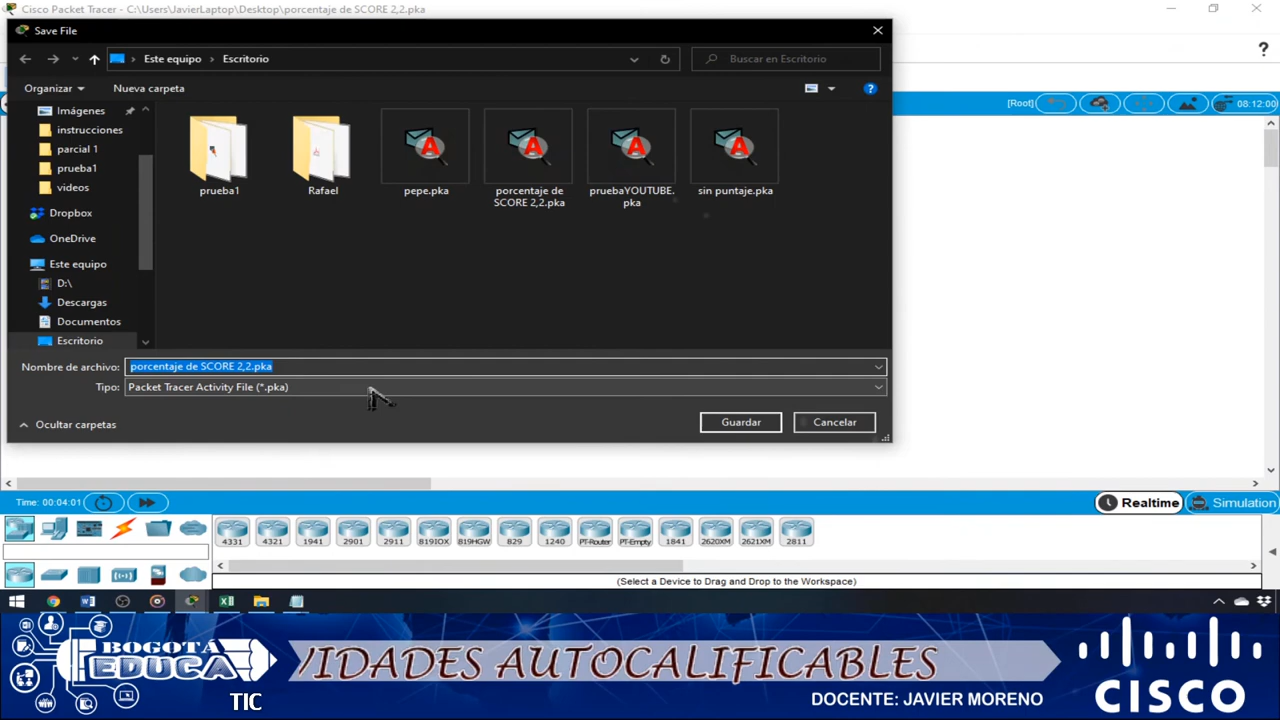 Cisco Packet Tracer - C:\Users\JavierLaptop\Desktop\porcentaje de SCORE 2,2.pka
Save File
Este equipo
Escritorio
Buscar en Escritorio
Organizar
Nueva carpeta
?
?
[Root]
08:12:00
Imágenes
instrucciones
parcial 1
prueba1
videos
Dropbox
OneDrive
Este equipo
D:\
Descargas
Documentos
Escritorio
A
A
A
A
prueba1
Rafael
pepe.pka
porcentaje de
SCORE 2,2.pka
pruebaYOUTUBE.
pka
sin puntaje.pka
Nombre de archivo:
porcentaje de SCORE 2,2.pka
Tipo:
Packet Tracer Activity File (*.pka)
Guardar
Cancelar
Ocultar carpetas
Time: 00:04:01
Realtime
Simulation
4331
4321
1941
2901
2911
819IOX
819HGW
829
1240
PT-Router
PT-Empty
1841
2620XM
2621XM
2811
(Select a Device to Drag and Drop to the Workspace)
BOGOTÁ
EDUCA
TIC
VIDADES AUTOCALIFICABLES
DOCENTE: JAVIER MORENO
CISCO